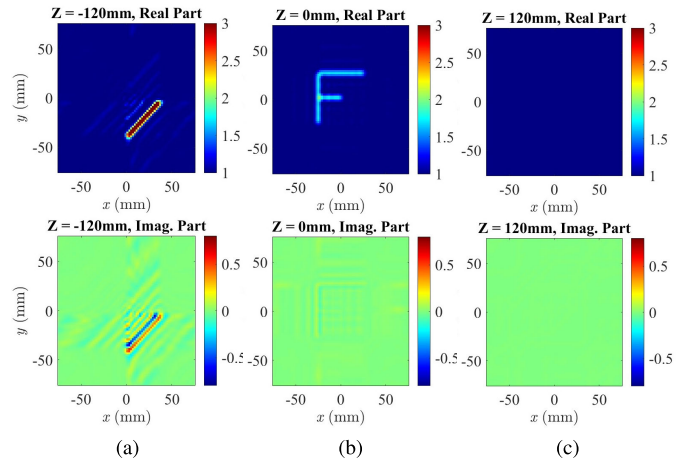 Z = -120mm, Real Part
Z = 0mm, Real Part
Z = 120mm, Real Part
y (mm)
50
0
-50
-50 0 50
x (mm)
3
2.5
2
1.5
1
50
0
-50
-50 0 50
x (mm)
3
2.5
2
1.5
1
50
0
-50
-50 0 50
x (mm)
3
2.5
2
1.5
1
Z = -120mm, Imag. Part
Z = 0mm, Imag. Part
Z = 120mm, Imag. Part
y (mm)
50
0
-50
-50 0 50
x (mm)
0.5
0
-0.5
50
0
-50
-50 0 50
x (mm)
0.5
0
-0.5
50
0
-50
-50 0 50
x (mm)
0.5
0
-0.5
(a)
(b)
(c)